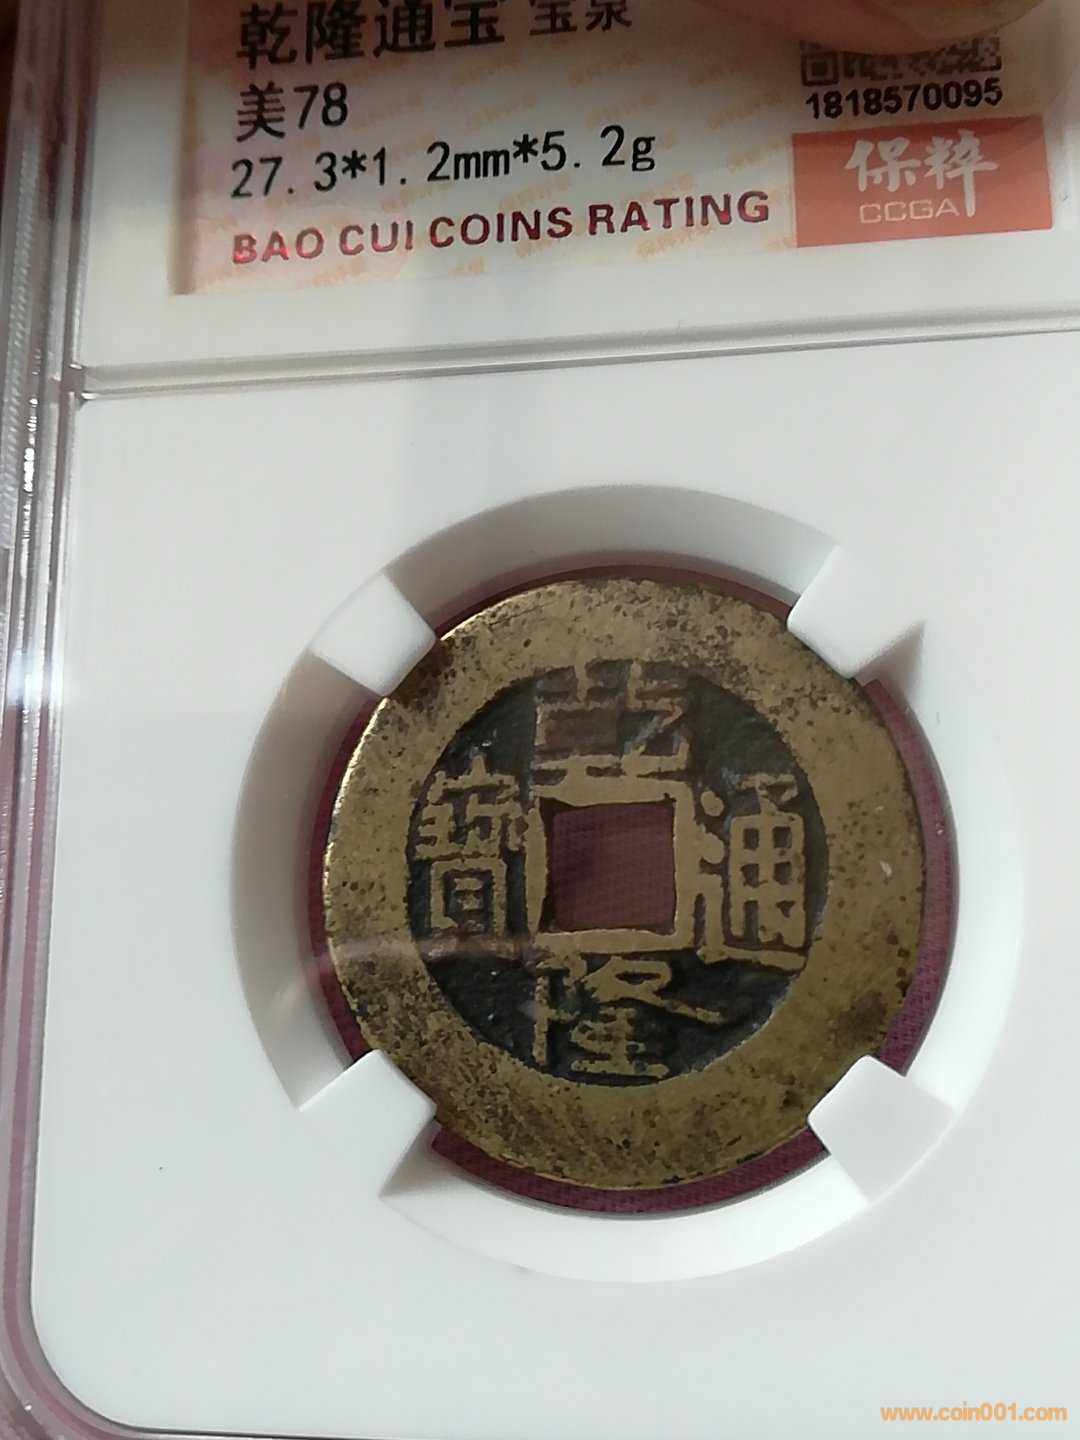 乾隆通宝 宝泉
美78
27.3*1.2mm*5.2g
BAO CUI COINS RATING
1818570095
保粹
CCGA
乾隆通寶
www.coin001.com